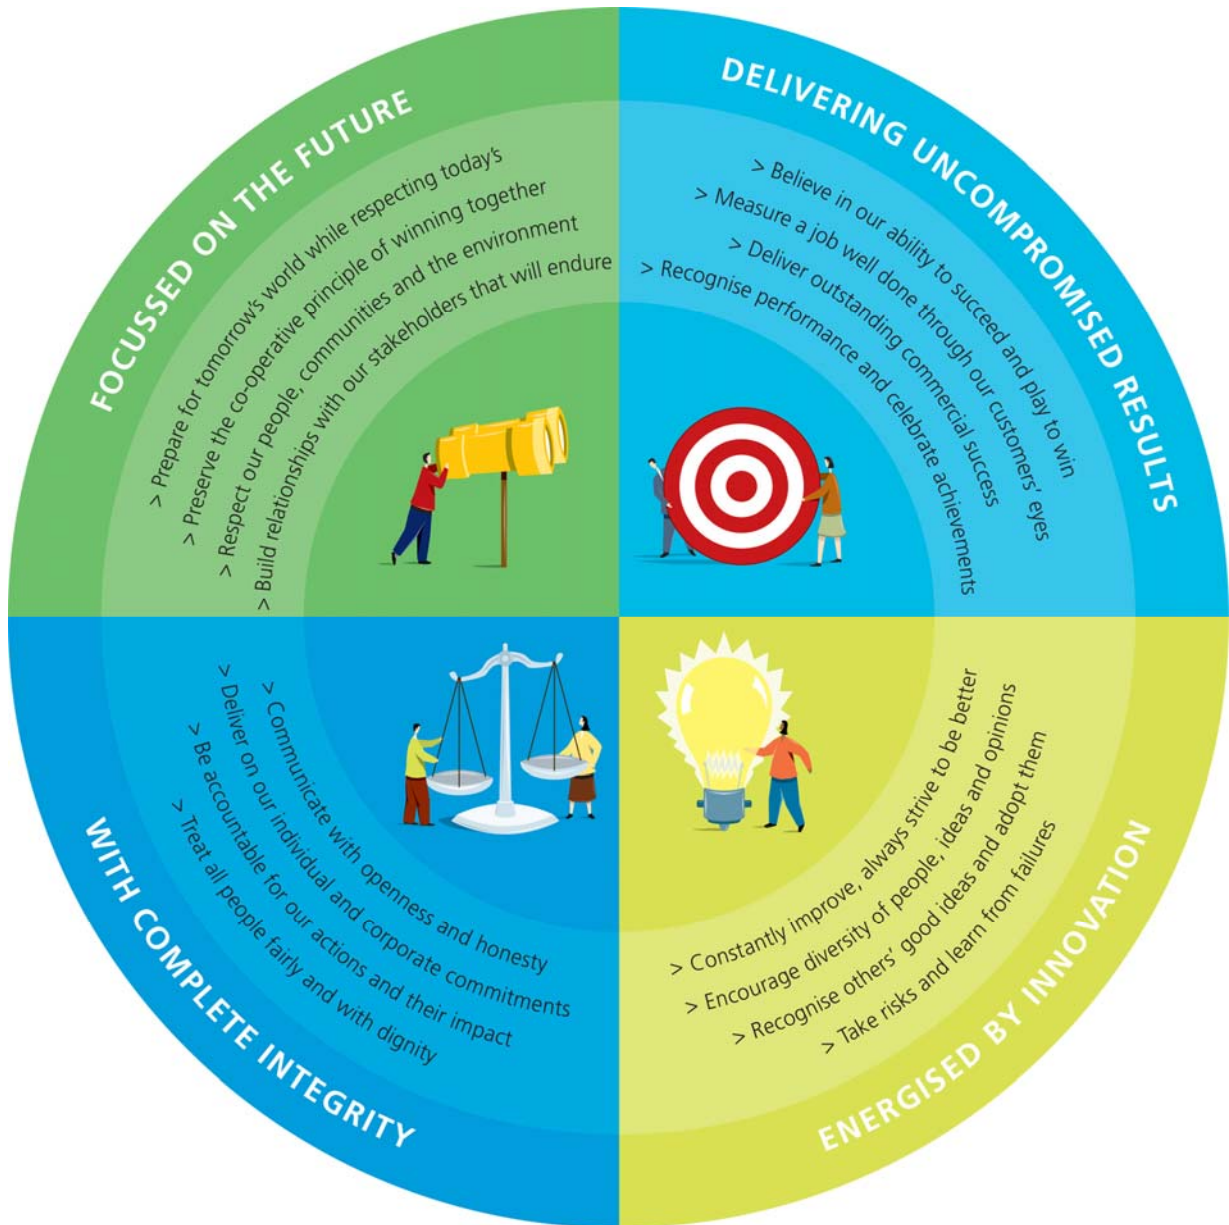 FOCUSSED ON THE FUTURE
> Prepare for tomorrow's world while respecting today's
> Preserve the co-operative principle of winning together
> Respect our people, communities and the environment
> Build relationships with our stakeholders that will endure
DELIVERING UNCOMPROMISED RESULTS
> Believe in our ability to succeed and play to win
> Measure a job well done through our customers' eyes
> Deliver outstanding commercial success
> Recognise performance and celebrate achievements
WITH COMPLETE INTEGRITY
> Communicate with openness and honesty
> Deliver on our individual and corporate commitments
> Be accountable for our actions and their impact
> Treat all people fairly and with dignity
ENERGISED BY INNOVATION
> Constantly improve, always strive to be better
> Encourage diversity of people, ideas and opinions
> Recognise others' good ideas and adopt them
> Take risks and learn from failures